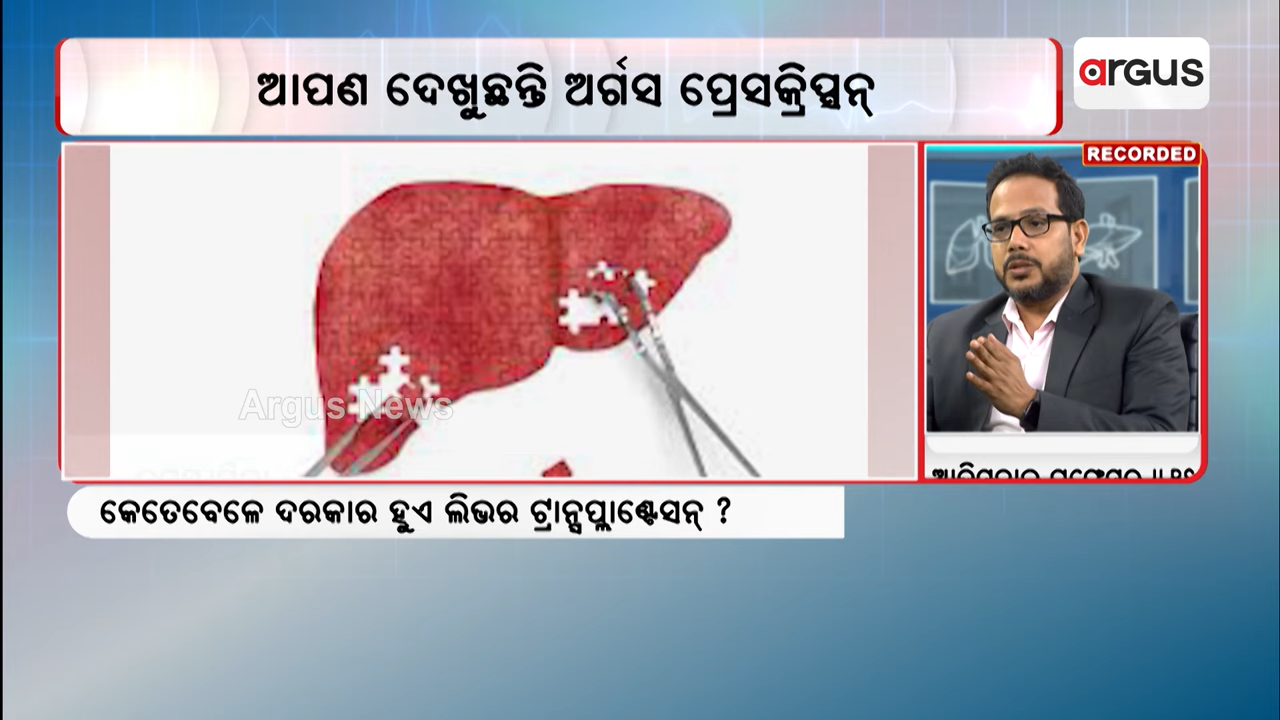 ଆପଣ ଦେଖୁଛନ୍ତି ଅର୍ଗସ ପ୍ରେସକ୍ରିପ୍ସନ୍
argus
RECORDED
Argus News
କେତେବେଳେ ଦରକାର ହୁଏ ଲିଭର ଟ୍ରାନ୍ସପ୍ଲାଣ୍ଟେସନ୍ ?